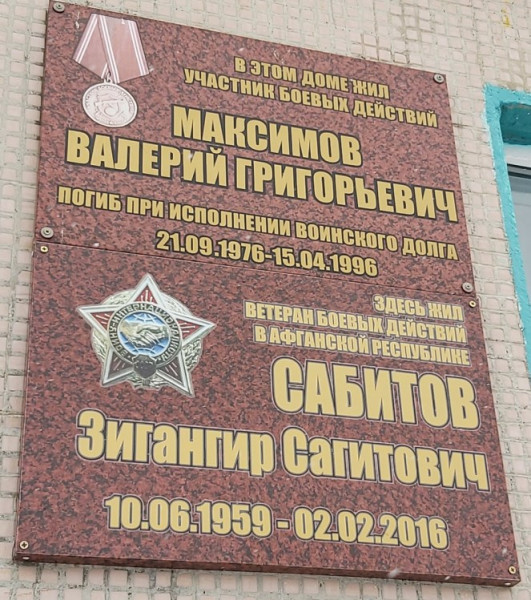 В ЭТОМ ДОМЕ ЖИЛ
УЧАСТНИК БОЕВЫХ ДЕЙСТВИЙ
МАКСИМОВ
ВАЛЕРИЙ ГРИГОРЬЕВИЧ
ПОГИБ ПРИ ИСПОЛНЕНИИ ВОИНСКОГО ДОЛГА
21.09.1976-15.04.1996
ЗДЕСЬ ЖИЛ
ВЕТЕРАН БОЕВЫХ ДЕЙСТВИЙ
В АФГАНСКОЙ РЕСПУБЛИКЕ
САБИТОВ
Зигангир Сагитович
10.06.1959 - 02.02.2016